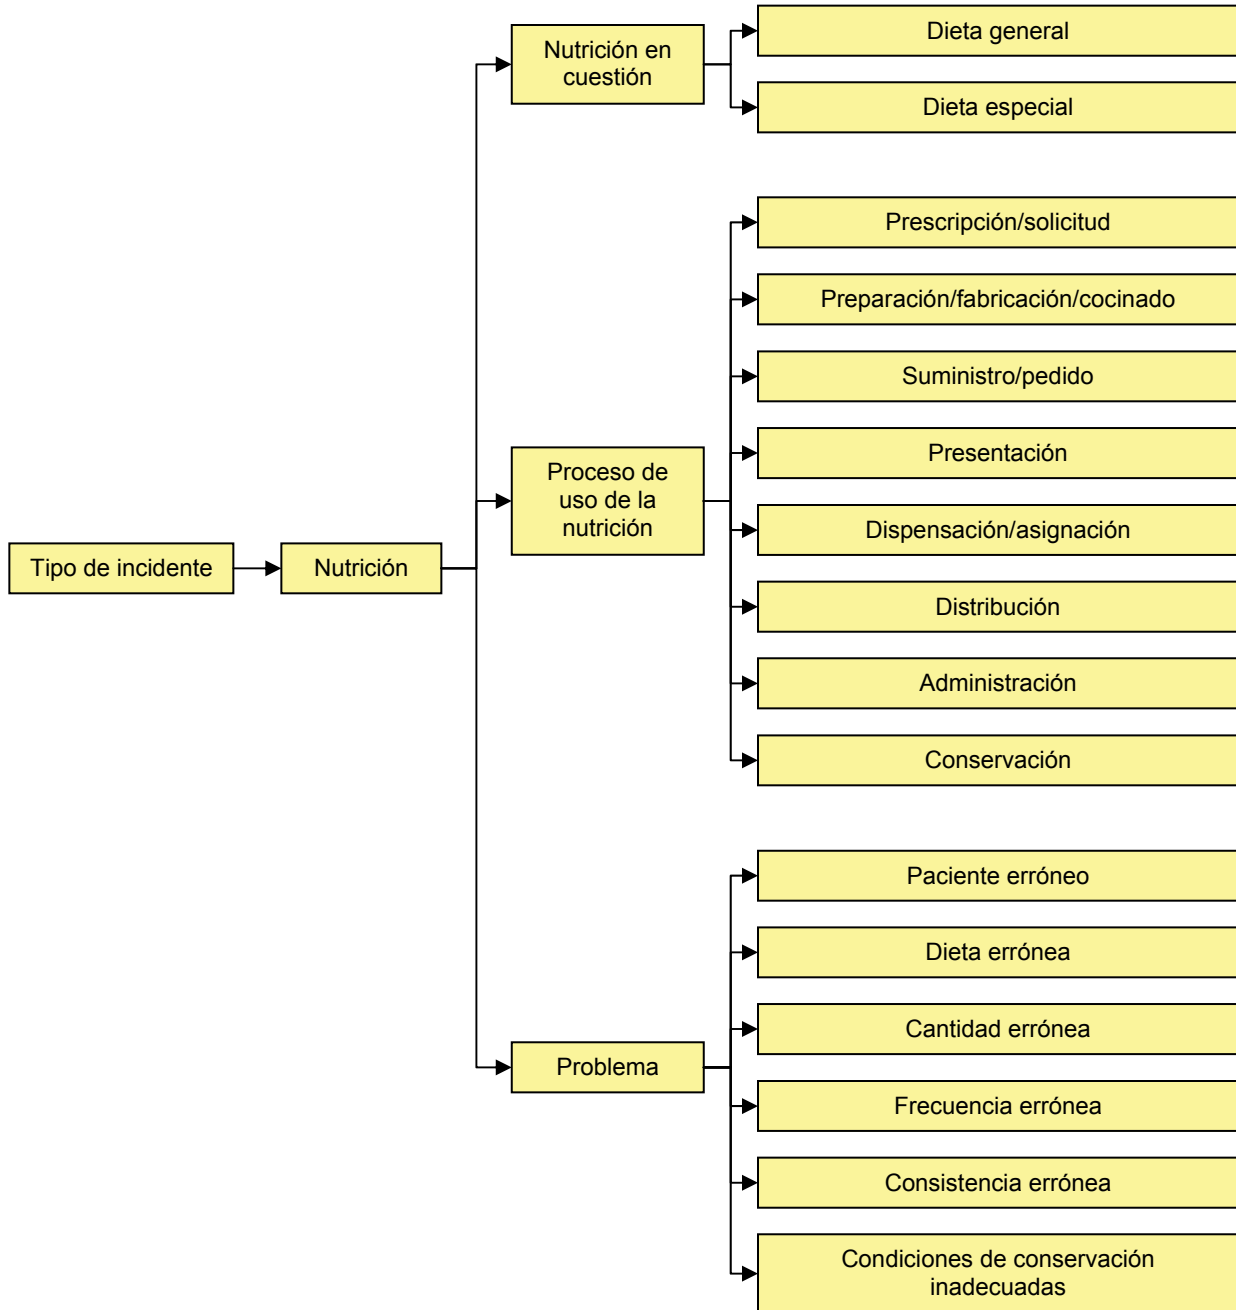 Tipo de incidente
Nutrición
Nutrición en
cuestión
Dieta general
Dieta especial
Proceso de
uso de la
nutrición
Prescripción/solicitud
Preparación/fabricación/cocinado
Suministro/pedido
Presentación
Dispensación/asignación
Distribución
Administración
Conservación
Problema
Paciente erróneo
Dieta errónea
Cantidad errónea
Frecuencia errónea
Consistencia errónea
Condiciones de conservación
inadecuadas